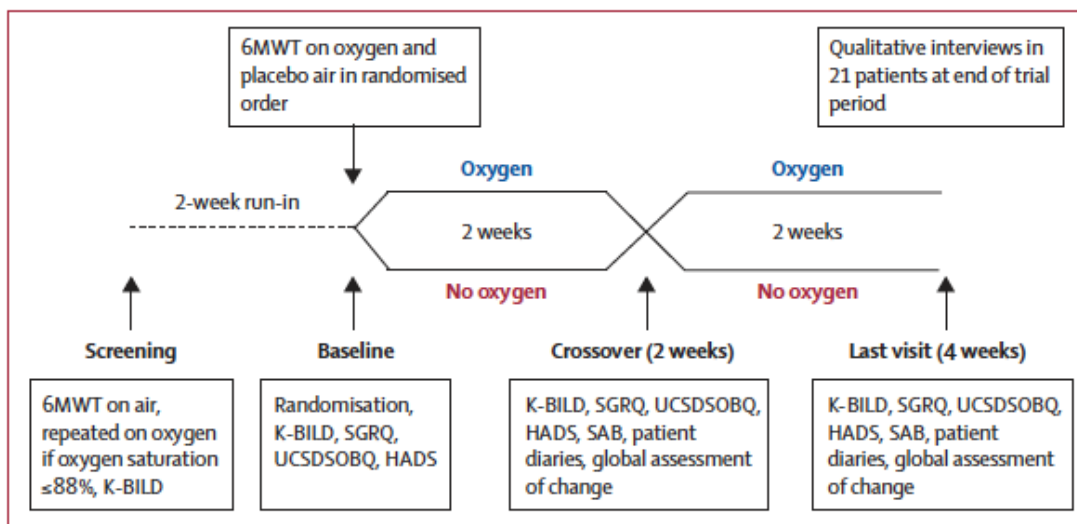 6MWT on oxygen and
placebo air in randomised
order
Qualitative interviews in
21 patients at end of trial
period
Oxygen
Oxygen
2-week run-in
2 weeks
2 weeks
No oxygen
No oxygen
Screening
Baseline
Crossover (2 weeks)
Last visit (4 weeks)
6MWT on air,
repeated on oxygen
if oxygen saturation
≤88%, K-BILD
Randomisation,
K-BILD, SGRQ,
UCSDSOBQ, HADS
K-BILD, SGRQ, UCSDSOBQ,
HADS, SAB, patient
diaries, global assessment
of change
K-BILD, SGRQ, UCSDSOBQ,
HADS, SAB, patient
diaries, global assessment
of change